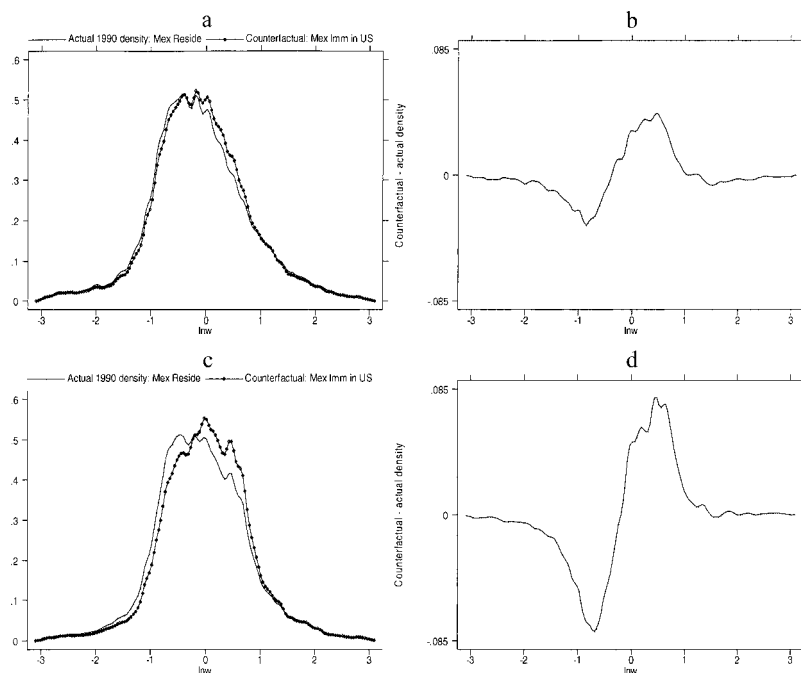 a
Actual 1990 density: Mex Reside Counterfactual: Mex Imm in US
.6
.5
.4
.3
.2
.1
0
-3 -2 -1 0 1 2 3
lnw
b
.085
0
-.085
Counterfactual - actual density
-3 -2 -1 0 1 2 3
lnw
c
Actual 1990 density: Mex Reside Counterfactual: Mex Imm in US
.6
.5
.4
.3
.2
.1
0
-3 -2 -1 0 1 2 3
lnw
d
.085
0
-.085
Counterfactual - actual density
-3 -2 -1 0 1 2 3
lnw